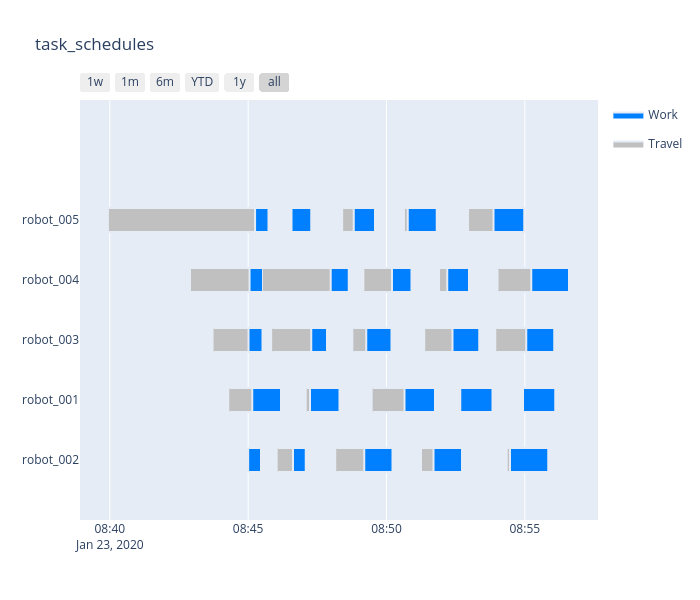 task_schedules
1w 1m 6m YTD 1y all
Work
Travel
robot_005
robot_004
robot_003
robot_001
robot_002
08:40 08:45 08:50 08:55
Jan 23, 2020